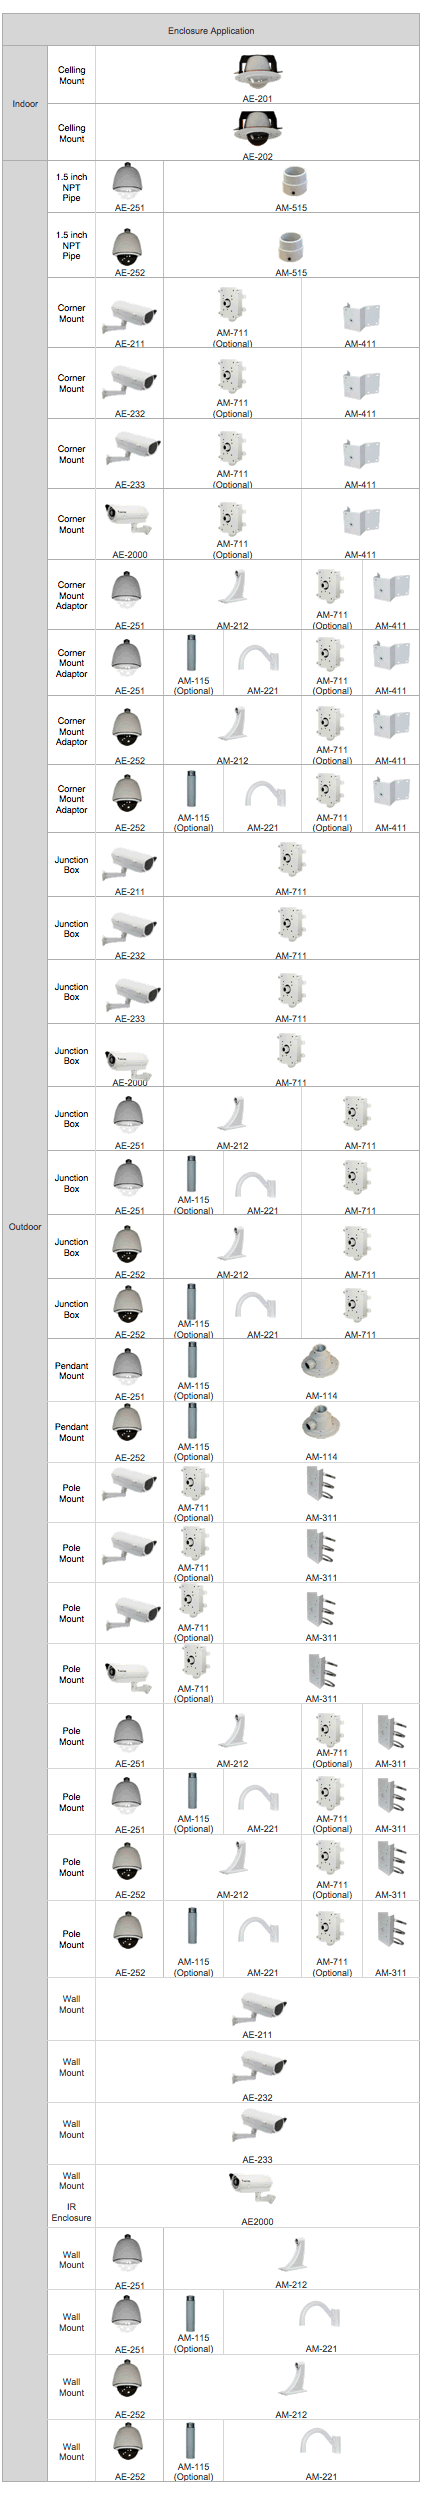 Enclosure Application
Indoor
Celling
Mount
AE-201
Celling
Mount
AE-202
Outdoor
1.5 inch
NPT
Pipe
AE-251
AM-515
1.5 inch
NPT
Pipe
AE-252
AM-515
Corner
Mount
AE-211
AM-711
(Optional)
AM-411
Corner
Mount
AE-232
AM-711
(Optional)
AM-411
Corner
Mount
AE-233
AM-711
(Optional)
AM-411
Corner
Mount
AE-2000
AM-711
(Optional)
AM-411
Corner
Mount
Adaptor
AE-251
AM-212
AM-711
(Optional)
AM-411
Corner
Mount
Adaptor
AE-251
AM-115
(Optional)
AM-221
AM-711
(Optional)
AM-411
Corner
Mount
Adaptor
AE-252
AM-212
AM-711
(Optional)
AM-411
Corner
Mount
Adaptor
AE-252
AM-115
(Optional)
AM-221
AM-711
(Optional)
AM-411
Junction
Box
AE-211
AM-711
Junction
Box
AE-232
AM-711
Junction
Box
AE-233
AM-711
Junction
Box
AE-2000
AM-711
Junction
Box
AE-251
AM-212
AM-711
Junction
Box
AE-251
AM-115
(Optional)
AM-221
AM-711
Junction
Box
AE-252
AM-212
AM-711
Junction
Box
AE-252
AM-115
(Optional)
AM-221
AM-711
Pendant
Mount
AE-251
AM-115
(Optional)
AM-114
Pendant
Mount
AE-252
AM-115
(Optional)
AM-114
Pole
Mount
AM-711
(Optional)
AM-311
Pole
Mount
AM-711
(Optional)
AM-311
Pole
Mount
AM-711
(Optional)
AM-311
Pole
Mount
AM-711
(Optional)
AM-311
Pole
Mount
AE-251
AM-212
AM-711
(Optional)
AM-311
Pole
Mount
AE-251
AM-115
(Optional)
AM-221
AM-711
(Optional)
AM-311
Pole
Mount
AE-252
AM-212
AM-711
(Optional)
AM-311
Pole
Mount
AE-252
AM-115
(Optional)
AM-221
AM-711
(Optional)
AM-311
Wall
Mount
AE-211
Wall
Mount
AE-232
Wall
Mount
AE-233
Wall
Mount
IR
Enclosure
AE2000
Wall
Mount
AE-251
AM-212
Wall
Mount
AE-251
AM-115
(Optional)
AM-221
Wall
Mount
AE-252
AM-212
Wall
Mount
AE-252
AM-115
(Optional)
AM-221